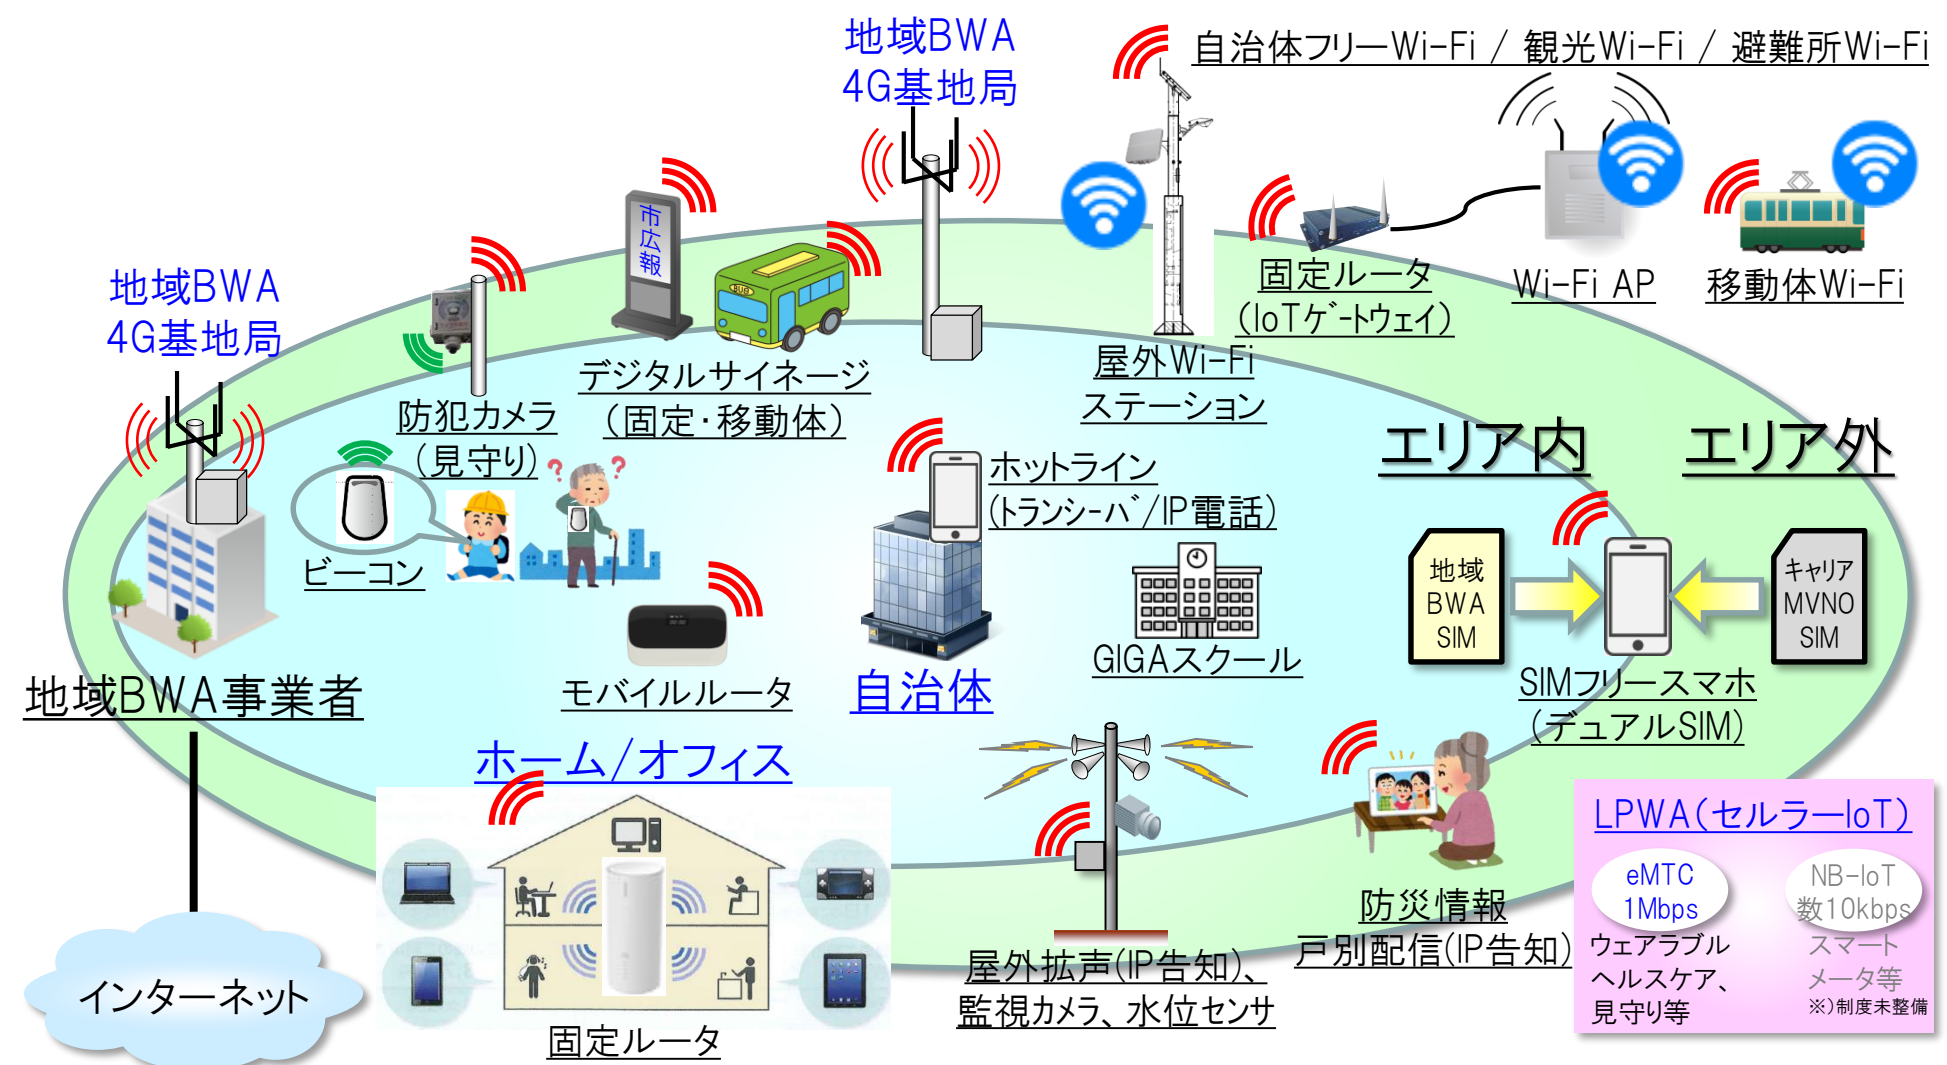 地域BWA
4G基地局
自治体フリーWi-Fi / 観光Wi-Fi / 避難所Wi-Fi
市広報
BUS
地域BWA
4G基地局
固定ルータ
(IoTゲートウェイ)
Wi-Fi AP
移動体Wi-Fi
デジタルサイネージ
(固定・移動体)
屋外Wi-Fi
ステーション
防犯カメラ
(見守り)
エリア内
エリア外
ホットライン
(トランシーバ/IP電話)
ビーコン
地域
BWA
SIM
キャリア
MVNO
SIM
地域BWA事業者
モバイルルータ
自治体
GIGAスクール
SIMフリースマホ
(デュアルSIM)
ホーム/オフィス
LPWA(セルラーIoT)
eMTC
1Mbps
ウェアラブル
ヘルスケア、
見守り等
NB-IoT
数10kbps
スマート
メータ等
※)制度未整備
防災情報
戸別配信(IP告知)
屋外拡声(IP告知)、
監視カメラ、水位センサ
インターネット
固定ルータ